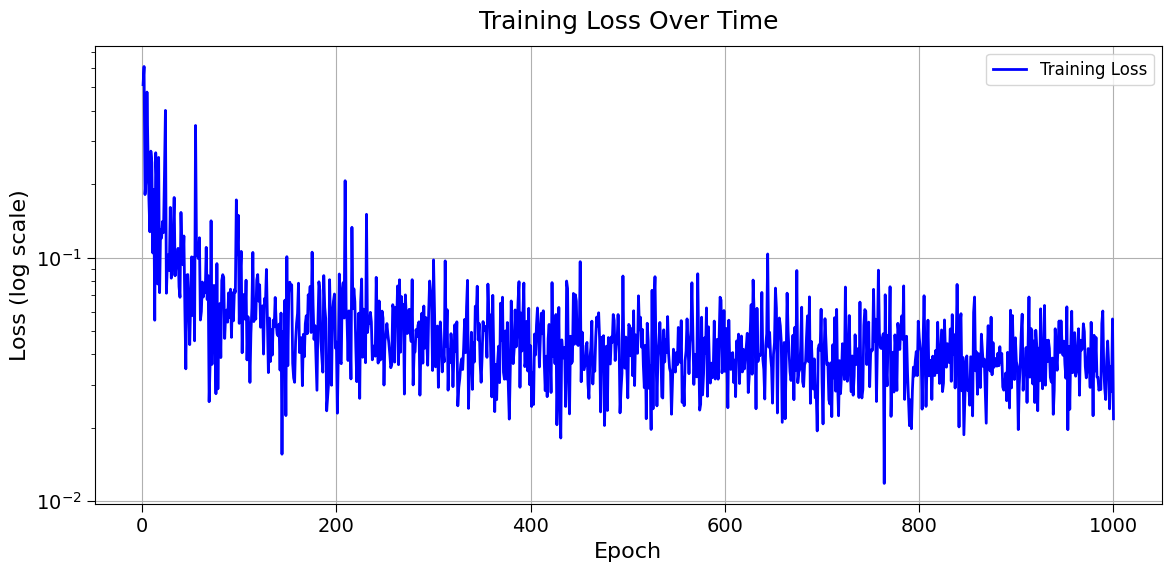 Training Loss Over Time
Training Loss
Loss (log scale)
10⁻¹
10⁻²
0 200 400 600 800 1000
Epoch